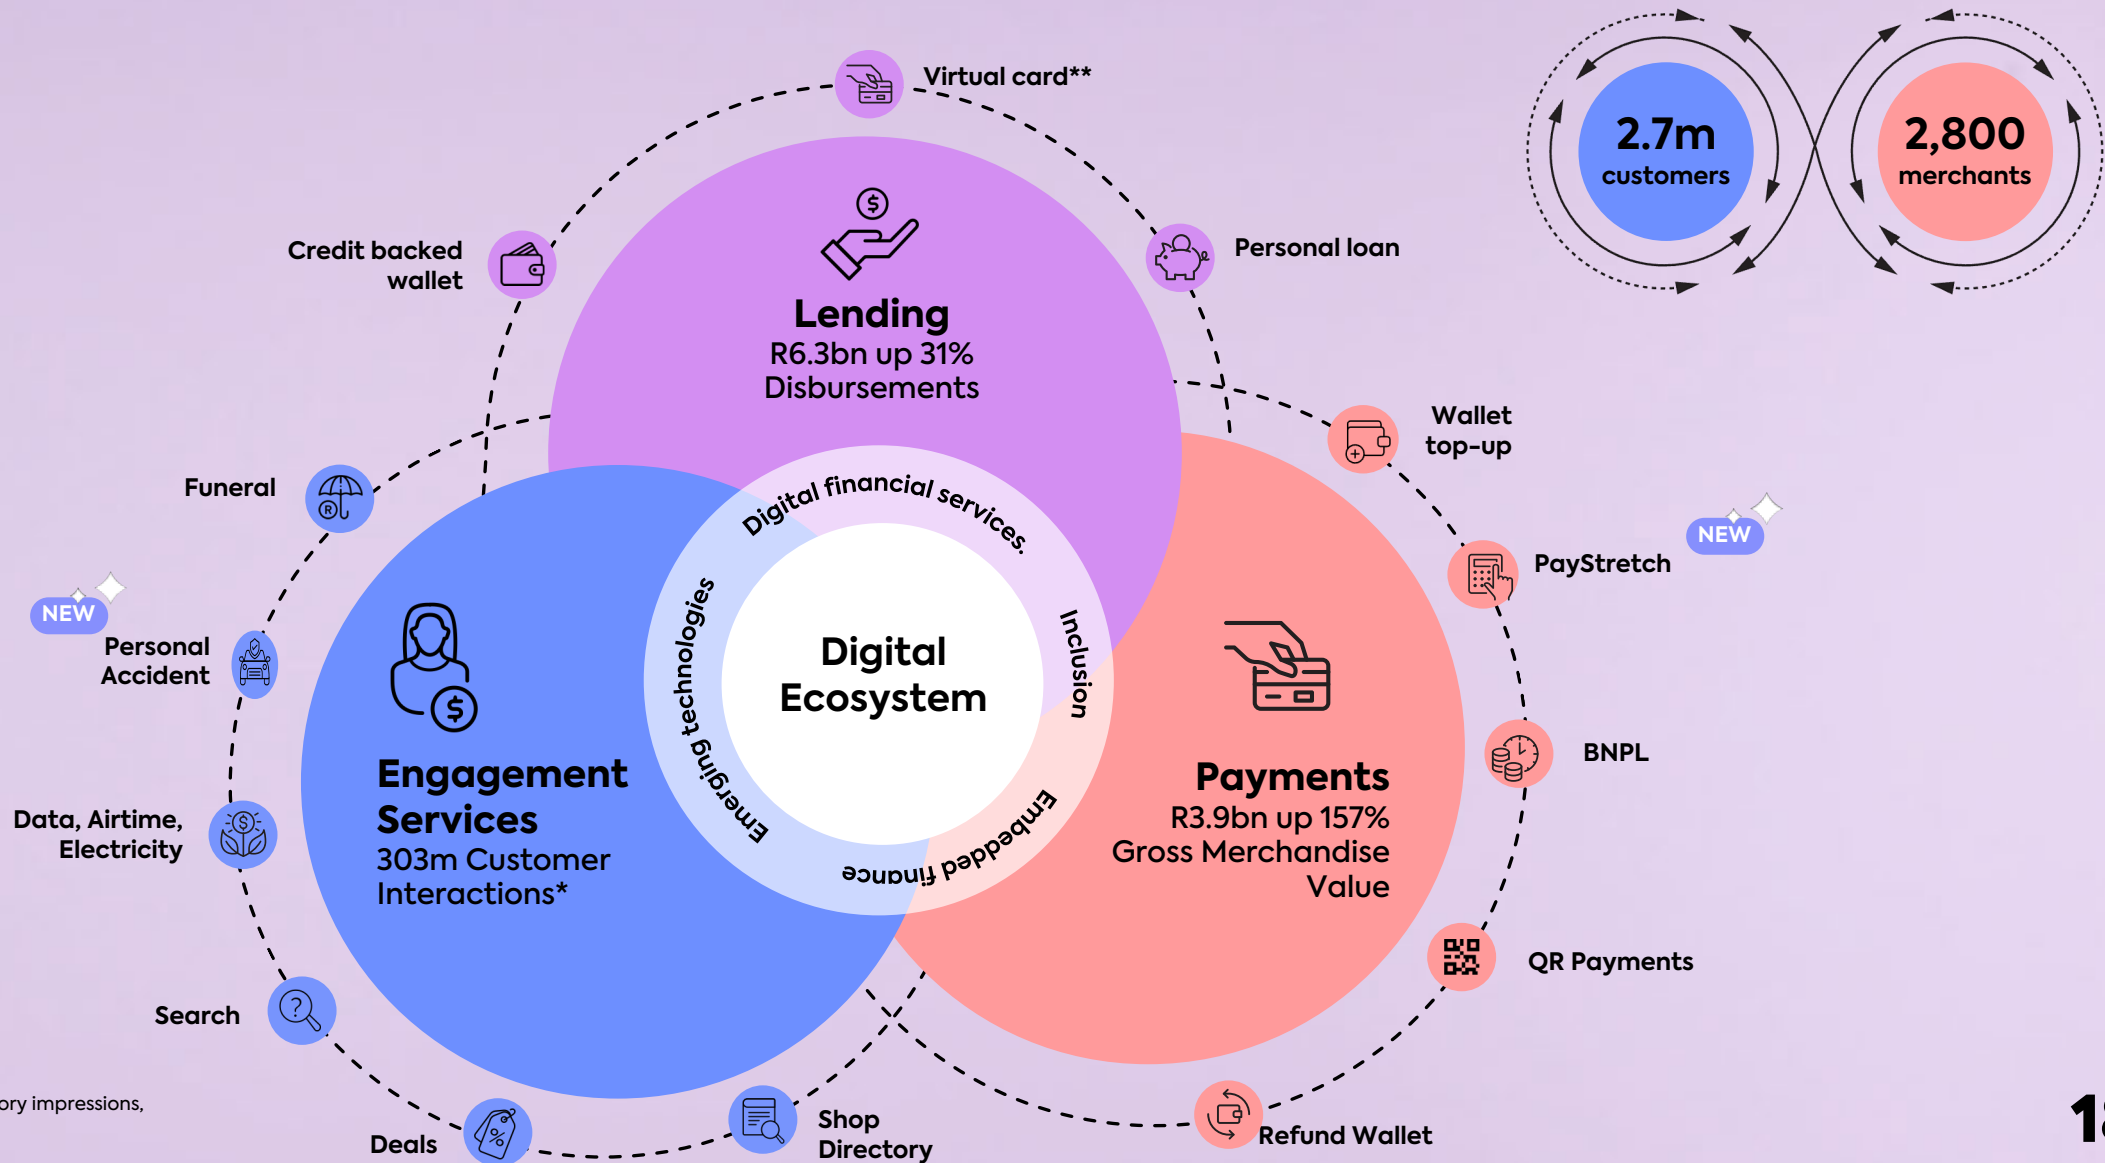 Virtual card**
2.7m
customers
2,800
merchants
Credit backed
wallet
Personal loan
Lending
R6.3bn up 31%
Disbursements
Wallet
top-up
Funeral
Digital financial services.
NEW
PayStretch
NEW
Personal
Accident
Emerging technologies
Inclusion
Digital
Ecosystem
BNPL
Engagement
Services
303m Customer
Interactions*
Payments
R3.9bn up 157%
Gross Merchandise
Value
Data, Airtime,
Electricity
Embedded finance
QR Payments
Search
impressions,
Deals
Shop
Directory
Refund Wallet